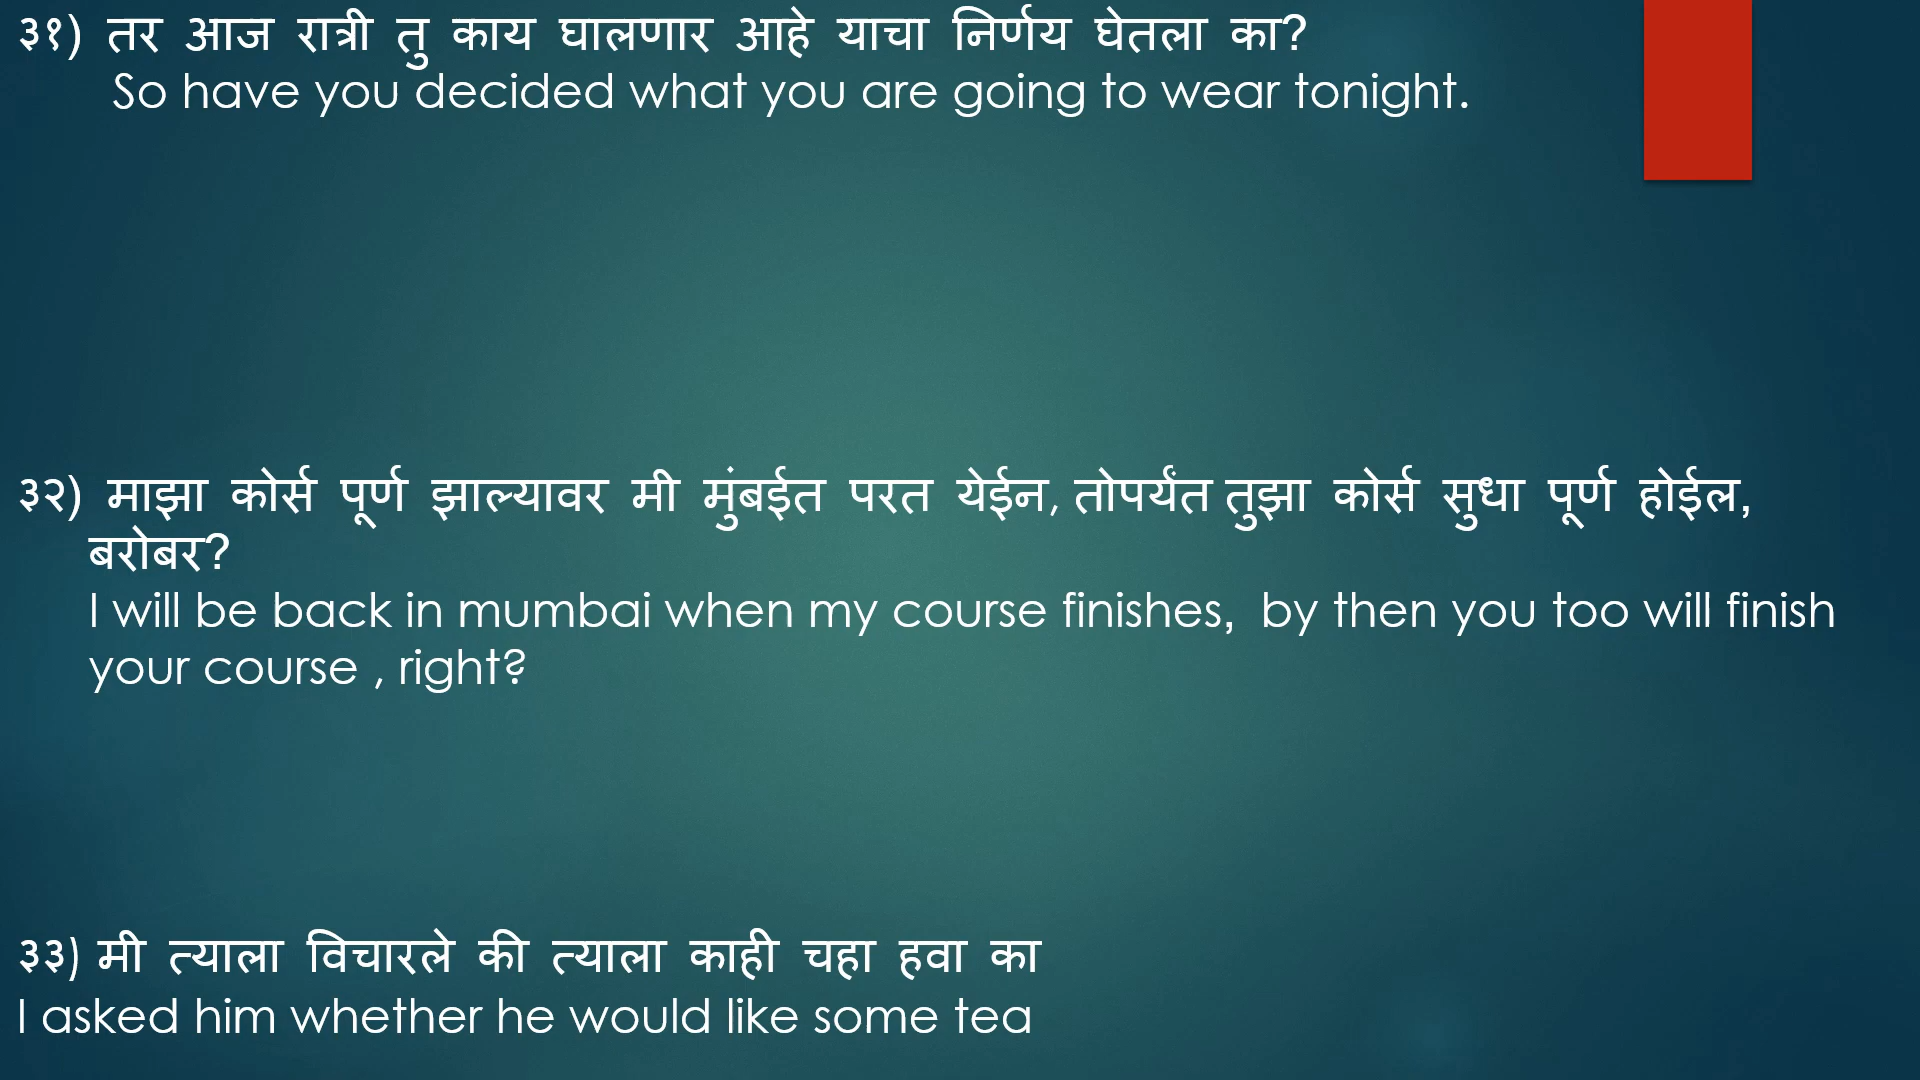 ३१) तर आज रात्री तु काय घालणार आहे याचा निर्णय घेतला का?
So have you decided what you are going to wear tonight.
३२) माझा कोर्स पूर्ण झाल्यावर मी मुंबईत परत येईन, तोपर्यंत तुझा कोर्स सुधा पूर्ण होईल,
बरोबर?
I will be back in mumbai when my course finishes, by then you too will finish
your course , right?
३३) मी त्याला विचारले की त्याला काही चहा हवा का
I asked him whether he would like some tea